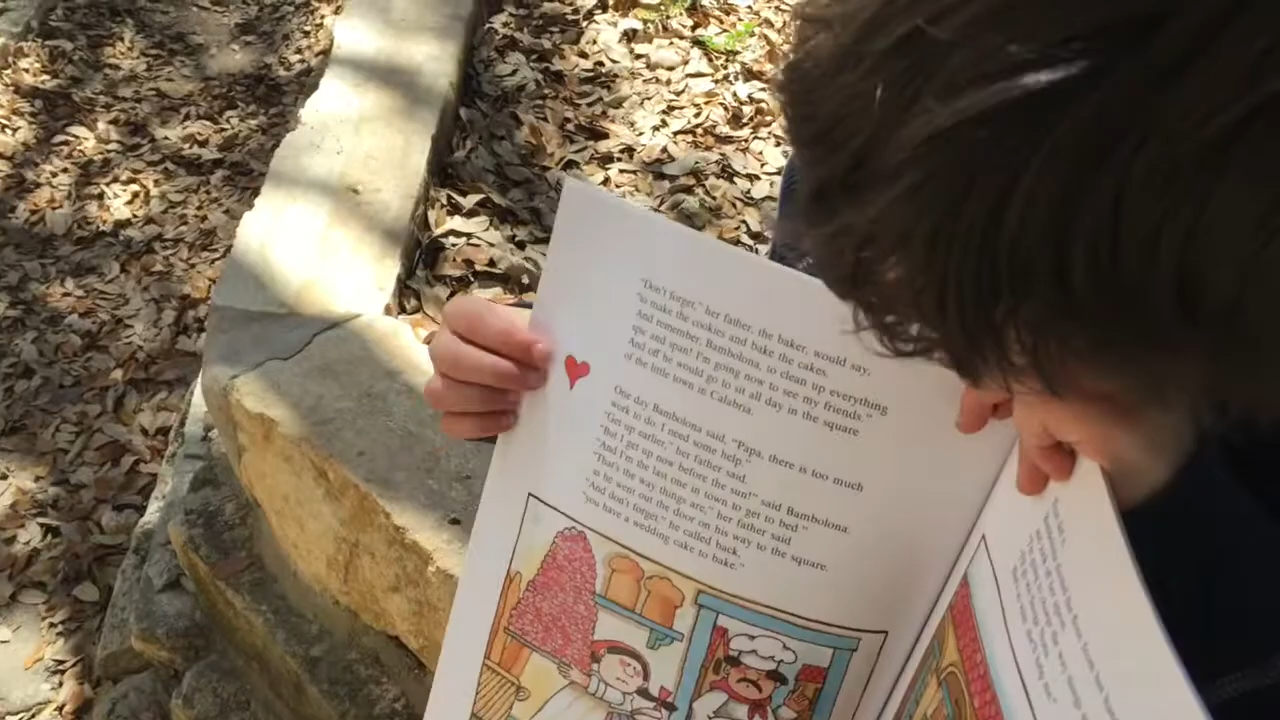 "Don't forget," her father, the baker, would say,
"to make the cookies and bake the cakes.
And remember, Bambolona, to clean up everything
spic and span! I'm going now to see my friends."
And off he would go to sit all day in the square
of the little town in Calabria.
One day Bambolona said, "Papa, there is too much
work to do. I need some help."
"Get up earlier," her father said.
"But I get up now before the sun!" said Bambolona.
"And I'm the last one in town to get to bed."
"That's the way things are," her father said
as he went out the door on his way to the square.
"And don't forget," he called back,
"you have a wedding cake to bake."